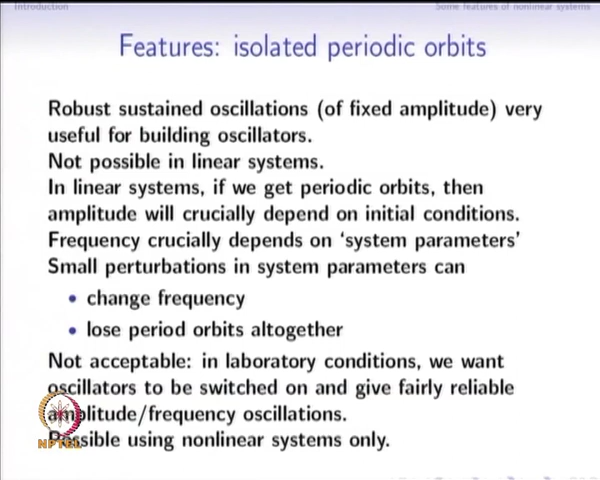 Introduction
Some features of nonlinear systems
Features: isolated periodic orbits
Robust sustained oscillations (of fixed amplitude) very
useful for building oscillators.
Not possible in linear systems.
In linear systems, if we get periodic orbits, then
amplitude will crucially depend on initial conditions.
Frequency crucially depends on ‘system parameters’
Small perturbations in system parameters can
• change frequency
• lose period orbits altogether
Not acceptable: in laboratory conditions, we want
oscillators to be switched on and give fairly reliable
amplitude/frequency oscillations.
Possible using nonlinear systems only.
NPTEL